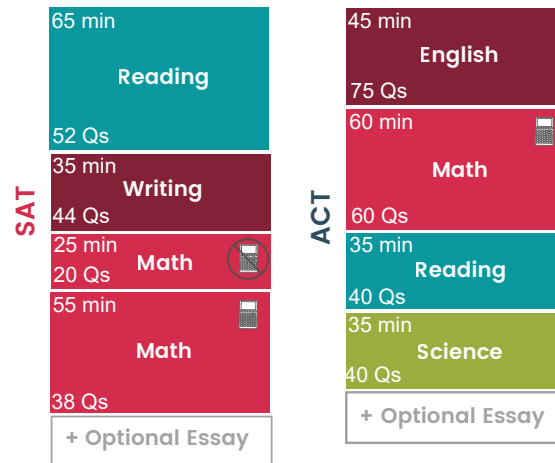 SAT
65 min
Reading
52 Qs
35 min
Writing
44 Qs
25 min
Math
20 Qs
55 min
Math
38 Qs
+ Optional Essay
ACT
45 min
English
75 Qs
60 min
Math
60 Qs
35 min
Reading
40 Qs
35 min
Science
40 Qs
+ Optional Essay